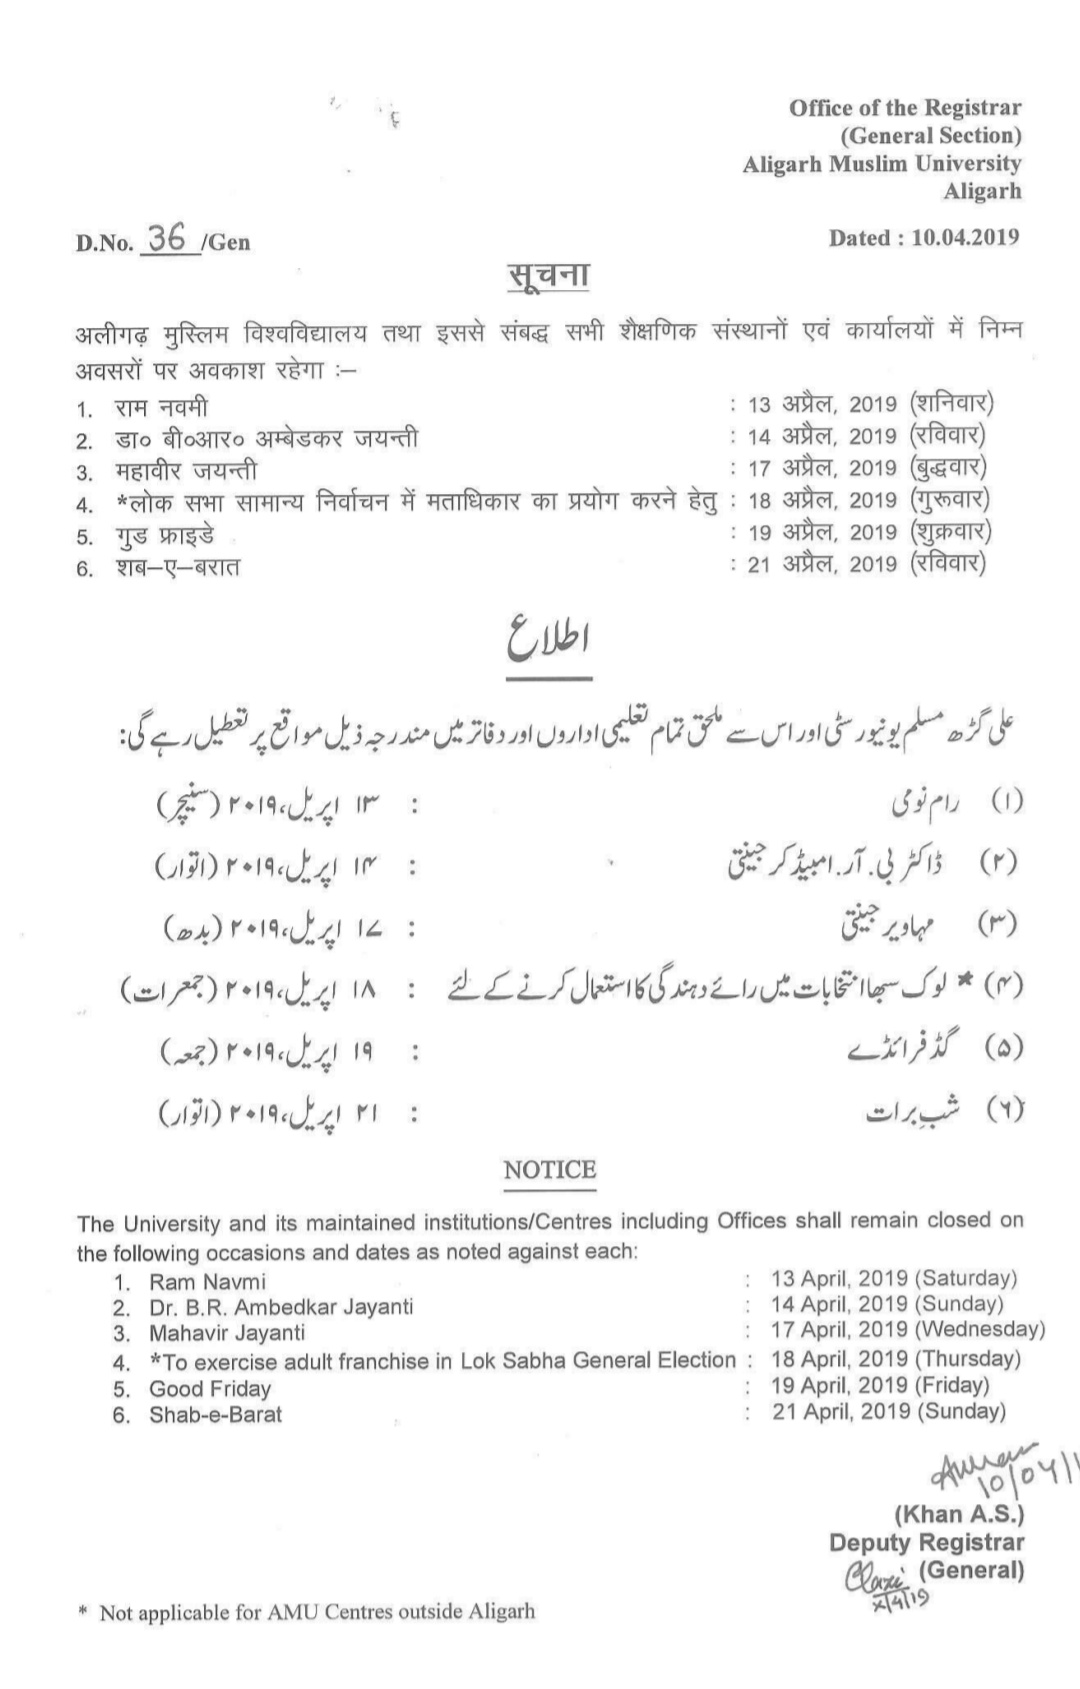 Office of the Registrar
(General Section)
Aligarh Muslim University
Aligarh
D.No. 36 /Gen
Dated : 10.04.2019
सूचना
अलीगढ़ मुस्लिम विश्वविद्यालय तथा इससे संबद्ध सभी शैक्षणिक संस्थानों एवं कार्यालयों में निम्न
अवसरों पर अवकाश रहेगा :–
1. राम नवमी : 13 अप्रैल, 2019 (शनिवार)
2. डा० बी०आर० अम्बेडकर जयन्ती : 14 अप्रैल, 2019 (रविवार)
3. महावीर जयन्ती : 17 अप्रैल, 2019 (बुद्धवार)
4. *लोक सभा सामान्य निर्वाचन में मताधिकार का प्रयोग करने हेतु : 18 अप्रैल, 2019 (गुरूवार)
5. गुड फ्राइडे : 19 अप्रैल, 2019 (शुक्रवार)
6. शब–ए–बरात : 21 अप्रैल, 2019 (रविवार)
اطلاع
علی گڑھ مسلم یونیورسٹی اور اس سے ملحق تمام تعلیمی اداروں اور دفاتر میں مندرجہ ذیل مواقع پر تعطیل رہے گی:
(۱) رام نومی : ۱۳ اپریل، ۲۰۱۹ (سنیچر)
(۲) ڈاکٹر بی. آر. امبیڈکر جینتی : ۱۴ اپریل، ۲۰۱۹ (اتوار)
(۳) مہاویر جینتی : ۱۷ اپریل، ۲۰۱۹ (بدھ)
(۴) * لوک سبھا انتخابات میں رائے دہندگی کا استعمال کرنے کے لئے : ۱۸ اپریل، ۲۰۱۹ (جمعرات)
(۵) گڈ فرائڈے : ۱۹ اپریل، ۲۰۱۹ (جمعہ)
(۶) شبِ برات : ۲۱ اپریل، ۲۰۱۹ (اتوار)
NOTICE
The University and its maintained institutions/Centres including Offices shall remain closed on
the following occasions and dates as noted against each:
1. Ram Navmi : 13 April, 2019 (Saturday)
2. Dr. B.R. Ambedkar Jayanti : 14 April, 2019 (Sunday)
3. Mahavir Jayanti : 17 April, 2019 (Wednesday)
4. *To exercise adult franchise in Lok Sabha General Election : 18 April, 2019 (Thursday)
5. Good Friday : 19 April, 2019 (Friday)
6. Shab-e-Barat : 21 April, 2019 (Sunday)
10/04/1
(Khan A.S.)
Deputy Registrar
(General)
* Not applicable for AMU Centres outside Aligarh